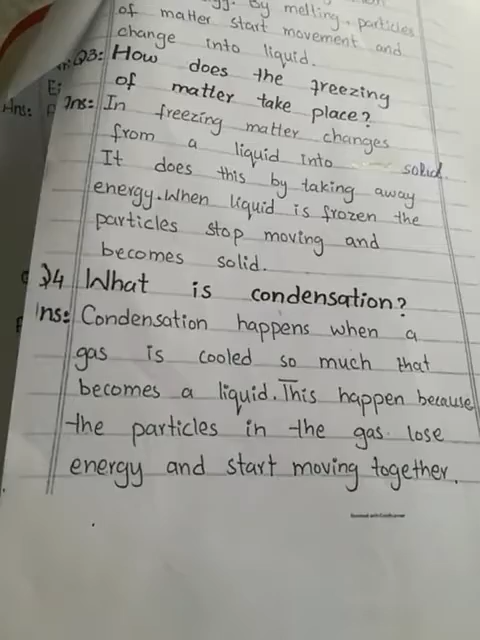 By melting, particles
of matter start movement and
change into liquid.
Q3: How does the freezing
of matter take place?
Ans: In freezing matter changes
from a liquid into solid.
It does this by taking away
energy. When liquid is frozen the
particles stop moving and
becomes solid.
Q4 What is condensation?
Ans: Condensation happens when a
gas is cooled so much that
becomes a liquid. This happen because
the particles in the gas lose
energy and start moving together.